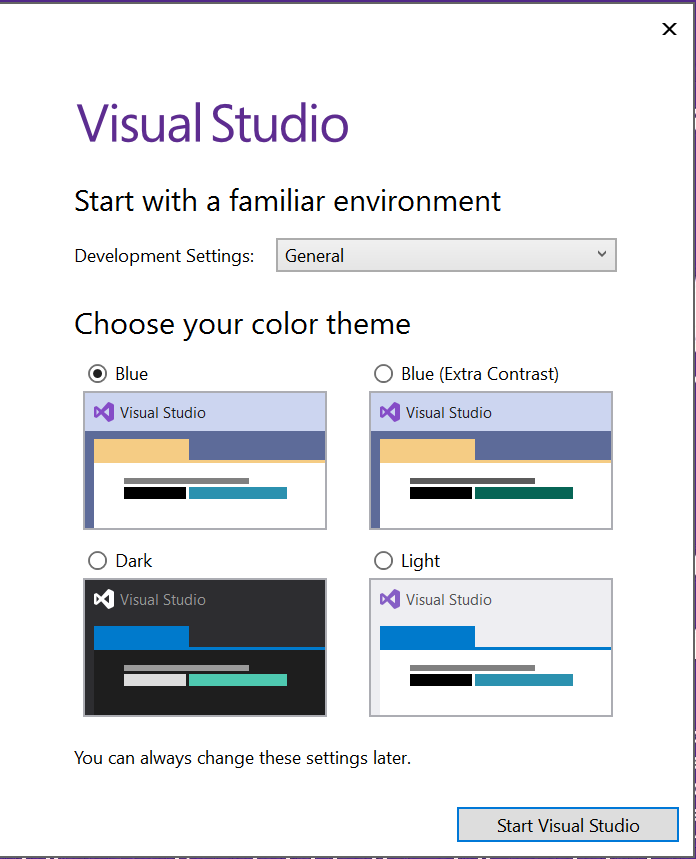 Visual Studio
Start with a familiar environment
Development Settings: General
Choose your color theme
Blue
Blue (Extra Contrast)
Visual Studio
Visual Studio
Dark
Light
Visual Studio
Visual Studio
You can always change these settings later.
Start Visual Studio